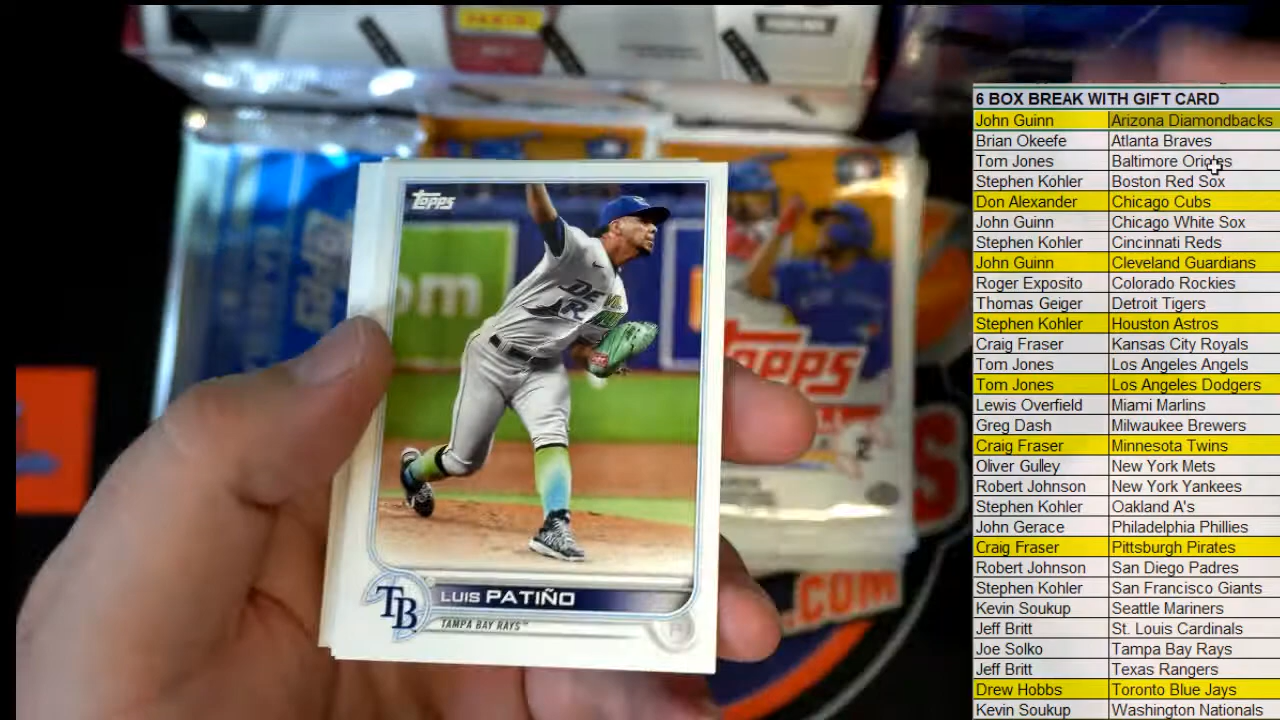 PANINI
6 BOX BREAK WITH GIFT CARD
John Guinn Arizona Diamondbacks
Brian Okeefe Atlanta Braves
Tom Jones Baltimore Orioles
Stephen Kohler Boston Red Sox
Don Alexander Chicago Cubs
John Guinn Chicago White Sox
Stephen Kohler Cincinnati Reds
John Guinn Cleveland Guardians
Roger Exposito Colorado Rockies
Thomas Geiger Detroit Tigers
Stephen Kohler Houston Astros
Craig Fraser Kansas City Royals
Tom Jones Los Angeles Angels
Tom Jones Los Angeles Dodgers
Lewis Overfield Miami Marlins
Greg Dash Milwaukee Brewers
Craig Fraser Minnesota Twins
Oliver Gulley New York Mets
Robert Johnson New York Yankees
Stephen Kohler Oakland A's
John Gerace Philadelphia Phillies
Craig Fraser Pittsburgh Pirates
Robert Johnson San Diego Padres
Stephen Kohler San Francisco Giants
Kevin Soukup Seattle Mariners
Jeff Britt St. Louis Cardinals
Joe Solko Tampa Bay Rays
Jeff Britt Texas Rangers
Drew Hobbs Toronto Blue Jays
Kevin Soukup Washington Nationals
Topps
om
TOPPS
2
.COM
TB
LUIS PATIÑO
TAMPA BAY RAYS™